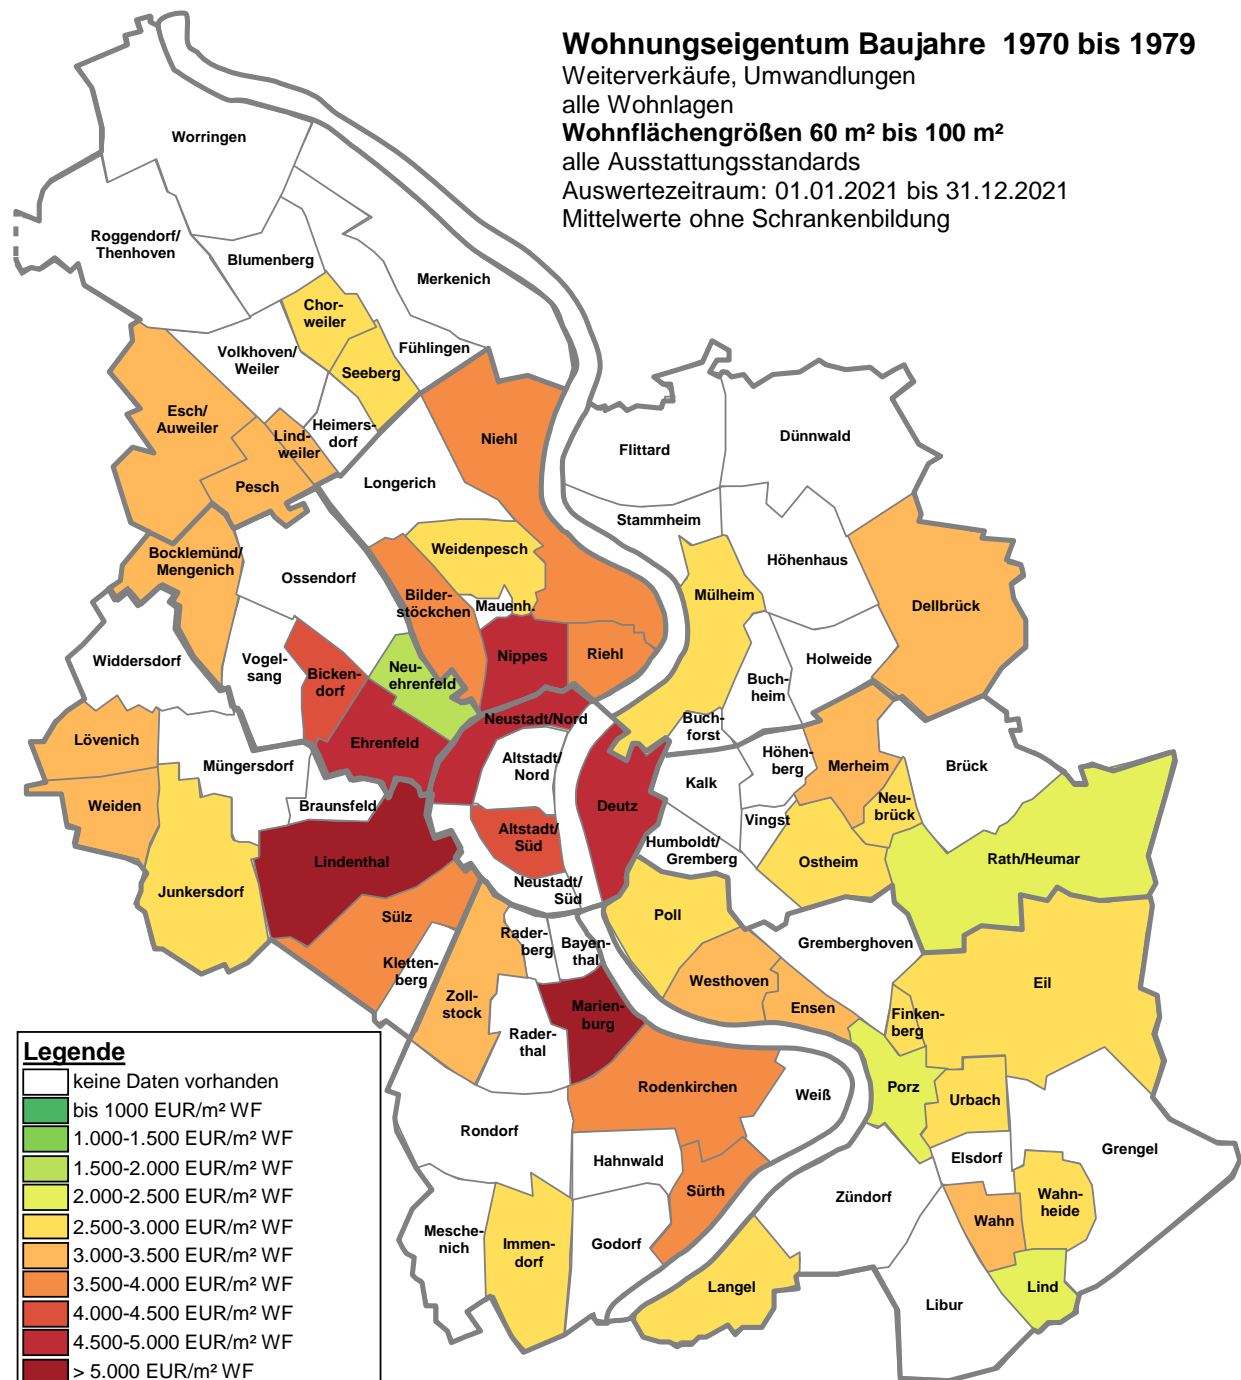 Wohnungseigentum Baujahre 1970 bis 1979
Weiterverkäufe, Umwandlungen
alle Wohnlagen
Wohnflächengrößen 60 m² bis 100 m²
alle Ausstattungsstandards
Auswertezeitraum: 01.01.2021 bis 31.12.2021
Mittelwerte ohne Schrankenbildung
Worringen
Roggendorf/
Thenhoven
Blumenberg
Merkenich
Chor-
weiler
Fühlingen
Volkhoven/
Weiler
Seeberg
Esch/
Auweiler
Lind-
weiler
Heimers-
dorf
Niehl
Pesch
Longerich
Flittard
Dünnwald
Stammheim
Höhenhaus
Weidenpesch
Bocklemünd/
Mengenich
Ossendorf
Bilder-
stöckchen
Mauenh.
Mülheim
Dellbrück
Widdersdorf
Vogel-
sang
Bicken-
dorf
Neu-
ehrenfeld
Nippes
Riehl
Buch-
heim
Holweide
Neustadt/Nord
Buch-
forst
Lövenich
Müngersdorf
Ehrenfeld
Altstadt/
Nord
Höhen-
berg
Merheim
Brück
Weiden
Braunsfeld
Deutz
Kalk
Neu-
brück
Vingst
Lindenthal
Altstadt/
Süd
Humboldt/
Gremberg
Ostheim
Rath/Heumar
Junkersdorf
Neustadt/
Süd
Sülz
Poll
Rader-
berg
Bayen-
thal
Gremberghoven
Kletten-
berg
Zoll-
stock
Westhoven
Eil
Ensen
Marien-
burg
Finken-
berg
Rader-
thal
Rodenkirchen
Weiß
Porz
Urbach
Rondorf
Grengel
Hahnwald
Elsdorf
Sürth
Zündorf
Wahn
Wahn-
heide
Mesche-
nich
Immen-
dorf
Godorf
Langel
Lind
Libur
Legende
keine Daten vorhanden
bis 1000 EUR/m² WF
1.000-1.500 EUR/m² WF
1.500-2.000 EUR/m² WF
2.000-2.500 EUR/m² WF
2.500-3.000 EUR/m² WF
3.000-3.500 EUR/m² WF
3.500-4.000 EUR/m² WF
4.000-4.500 EUR/m² WF
4.500-5.000 EUR/m² WF
> 5.000 EUR/m² WF